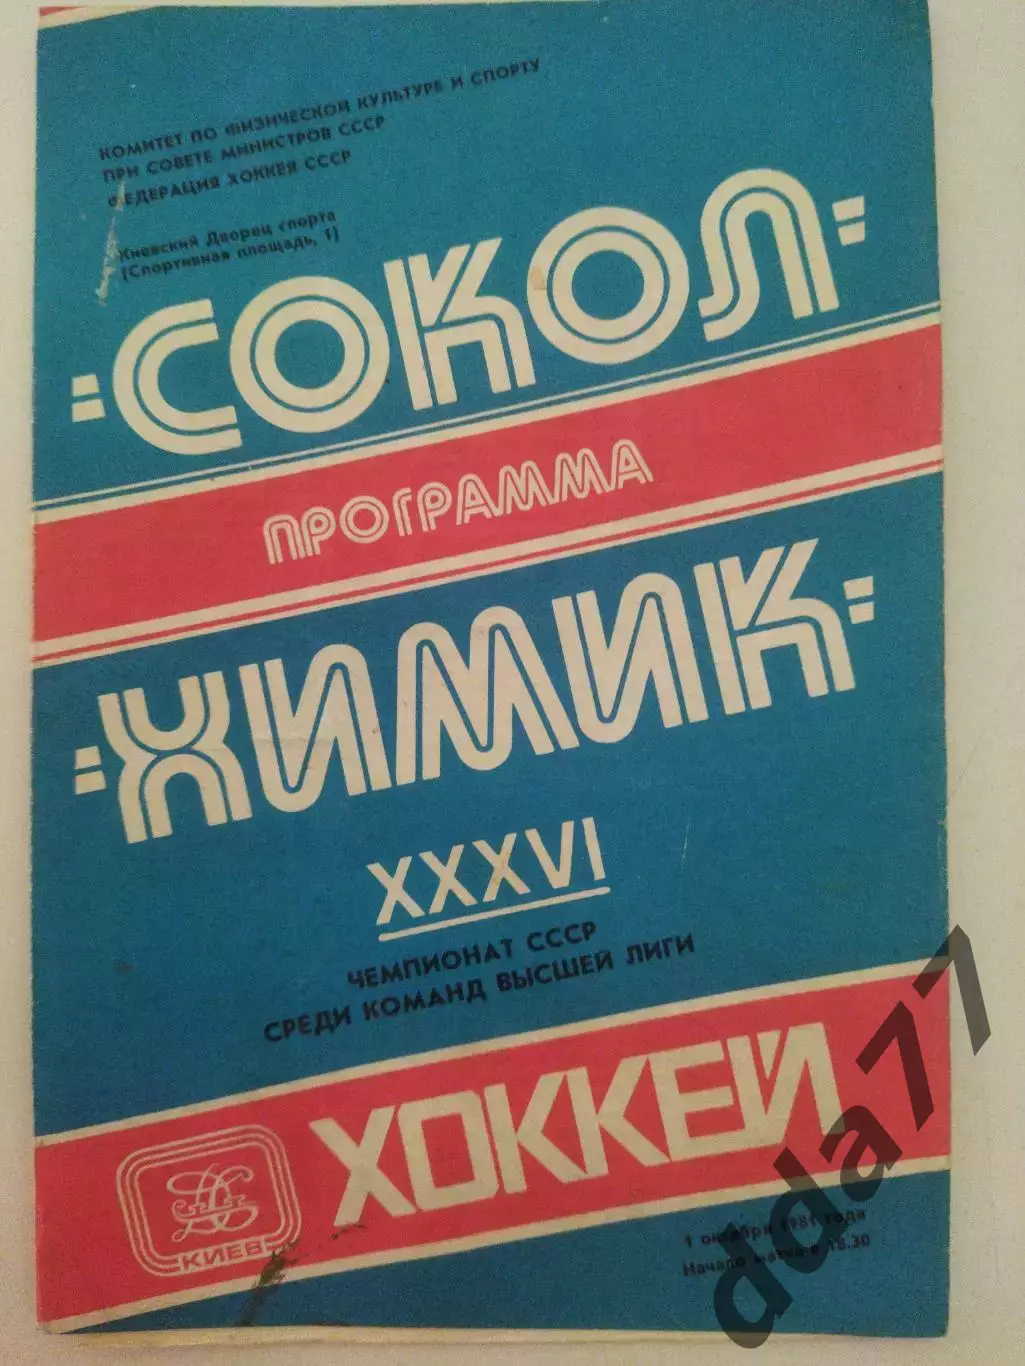 КОМИТЕТ ПО ФИЗИЧЕСКОЙ КУЛЬТУРЕ И СПОРТУ
ПРИ СОВЕТЕ МИНИСТРОВ СССР
ФЕДЕРАЦИЯ ХОККЕЯ СССР
Киевский Дворец спорта
(Спортивная площадь, 1)
"СОКОЛ"
ПРОГРАММА
"ХИМИК"
XXXVI
ЧЕМПИОНАТ СССР
СРЕДИ КОМАНД ВЫСШЕЙ ЛИГИ
ХОККЕЙ
КИЕВ
1 октября 1981 года
Начало матча в 18.30
dda77